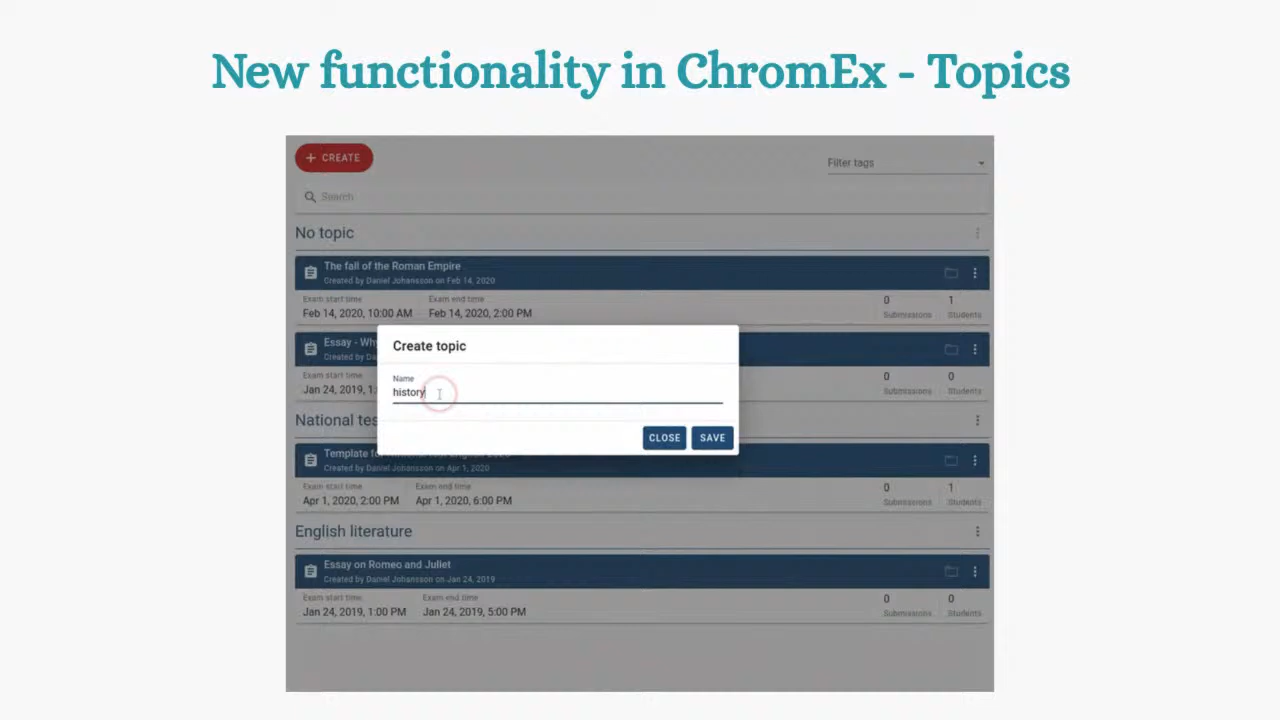 New functionality in ChromEx - Topics
+ CREATE
Filter tags
Search
No topic
The fall of the Roman Empire
Created by Daniel Johansson on Feb 14, 2020
Exam start time Exam end time 0 1
Feb 14, 2020, 10:00 AM Feb 14, 2020, 2:00 PM Submissions Students
Essay - Why
Created by Da
Exam start time 0 0
Jan 24, 2019, 1: Submissions Students
Create topic
Name
history
CLOSE SAVE
National tes
Template fo
Created by Daniel Johansson on Apr 1, 2020
Exam start time Exam end time 0 1
Apr 1, 2020, 2:00 PM Apr 1, 2020, 6:00 PM Submissions Students
English literature
Essay on Romeo and Juliet
Created by Daniel Johansson on Jan 24, 2019
Exam start time Exam end time 0 0
Jan 24, 2019, 1:00 PM Jan 24, 2019, 5:00 PM Submissions Students